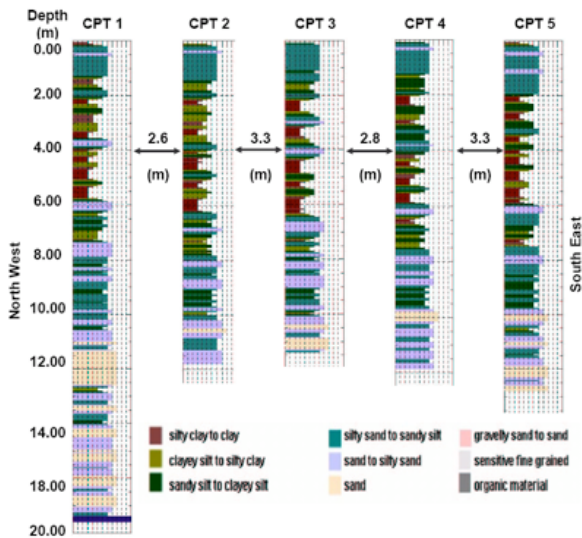 Depth (m) CPT 1 CPT 2 CPT 3 CPT 4 CPT 5
0.00
2.00
4.00
6.00
8.00
10.00
12.00
14.00
16.00
18.00
20.00
2.6 (m)
3.3 (m)
2.8 (m)
3.3 (m)
North West
South East
silty clay to clay
clayey silt to silty clay
sandy silt to clayey silt
silty sand to sandy silt
sand to silty sand
sand
gravelly sand to sand
sensitive fine grained
organic material